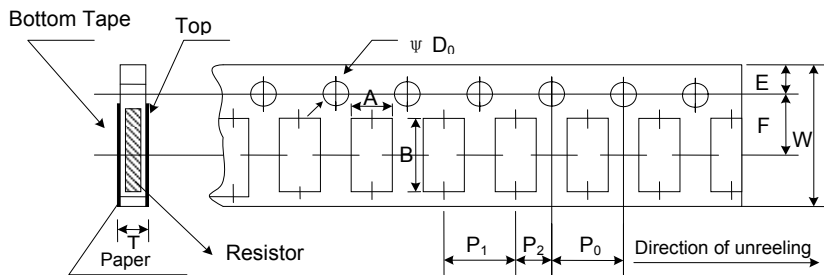 Bottom Tape
Top
ψ D₀
A
E
F
W
B
T
Paper
Resistor
P₁
P₂
P₀
Direction of unreeling